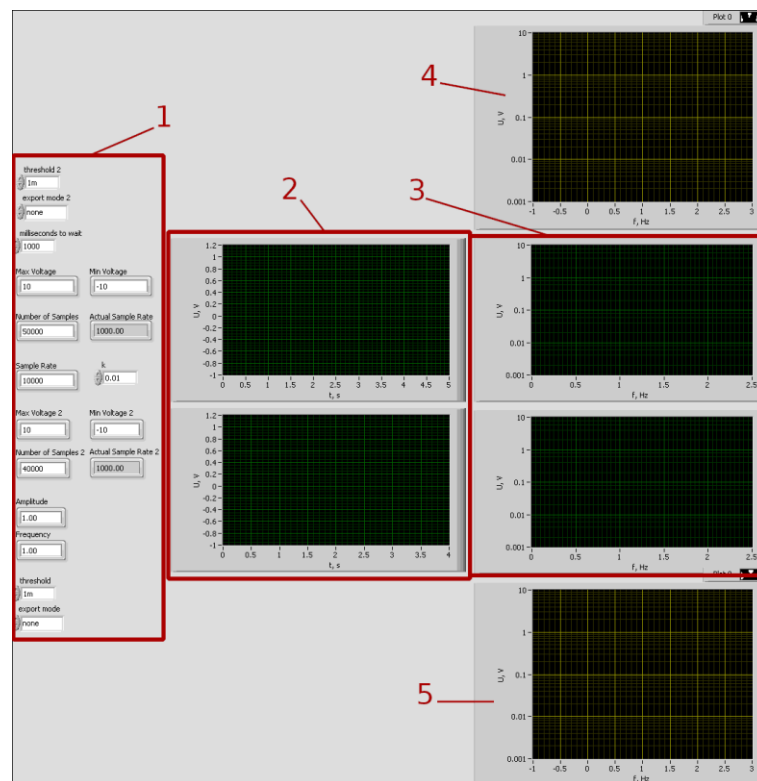 Plot 0
4
10
1
0.1
0.01
0.001
U, V
-1 -0.5 0 0.5 1 1.5 2 2.5 3
f, Hz
1
threshold 2
1m
export mode 2
none
miliseconds to wait
1000
Max Voltage Min Voltage
10 -10
Number of Samples Actual Sample Rate
50000 1000.00
Sample Rate k
10000 0.01
Max Voltage 2 Min Voltage 2
10 -10
Number of Samples 2 Actual Sample Rate 2
40000 1000.00
Amplitude
1.00
Frequency
1.00
threshold
1m
export mode
none
2
1.2
1
0.8
0.6
0.4
0.2
0
-0.2
-0.4
-0.6
-0.8
-1
U, V
0 0.5 1 1.5 2 2.5 3 3.5 4 4.5 5
t, s
1.2
1
0.8
0.6
0.4
0.2
0
-0.2
-0.4
-0.6
-0.8
-1
U, V
0 0.5 1 1.5 2 2.5 3 3.5 4
t, s
3
10
1
0.1
0.01
0.001
U, V
0 0.5 1 1.5 2 2.5
f, Hz
10
1
0.1
0.01
0.001
U, V
0 0.5 1 1.5 2 2.5
f, Hz
Plot 0
5
10
1
0.1
0.01
0.001
U, V
-1 -0.5 0 0.5 1 1.5 2 2.5 3
f, Hz